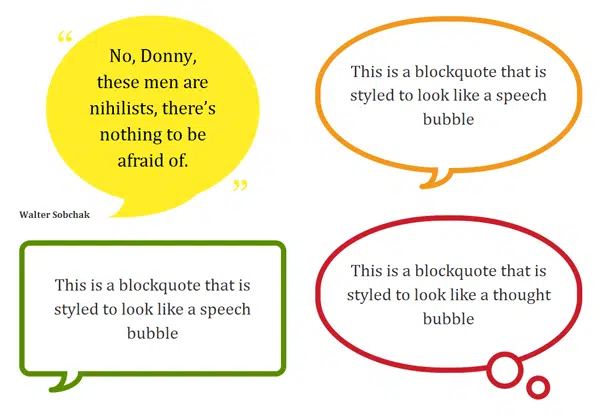 “
No, Donny,
these men are
nihilists, there’s
nothing to be
afraid of.
”
Walter Sobchak
This is a blockquote that is
styled to look like a speech
bubble
This is a blockquote that is
styled to look like a speech
bubble
This is a blockquote that is
styled to look like a thought
bubble